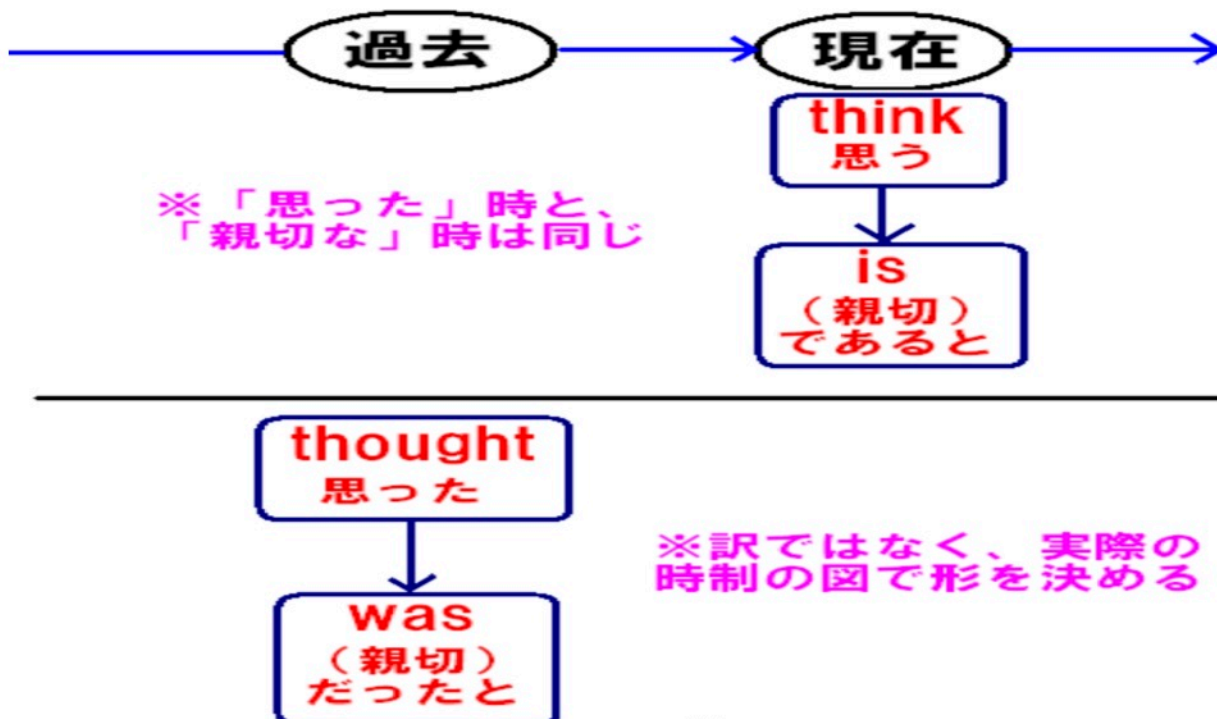 過去
現在
think
思う
※「思った」時と、
「親切な」時は同じ
is
（親切）
であると
thought
思った
※訳ではなく、実際の
時制の図で形を決める
was
（親切）
だったと